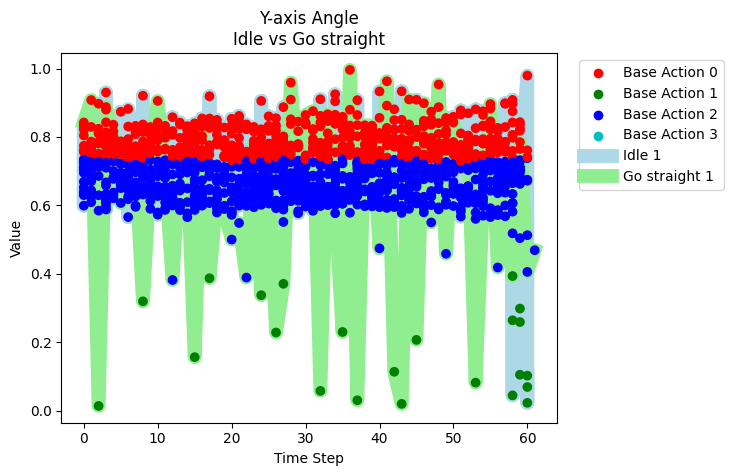 Y-axis Angle
Idle vs Go straight
Value
1.0
0.8
0.6
0.4
0.2
0.0
0 10 20 30 40 50 60
Time Step
Base Action 0
Base Action 1
Base Action 2
Base Action 3
Idle 1
Go straight 1